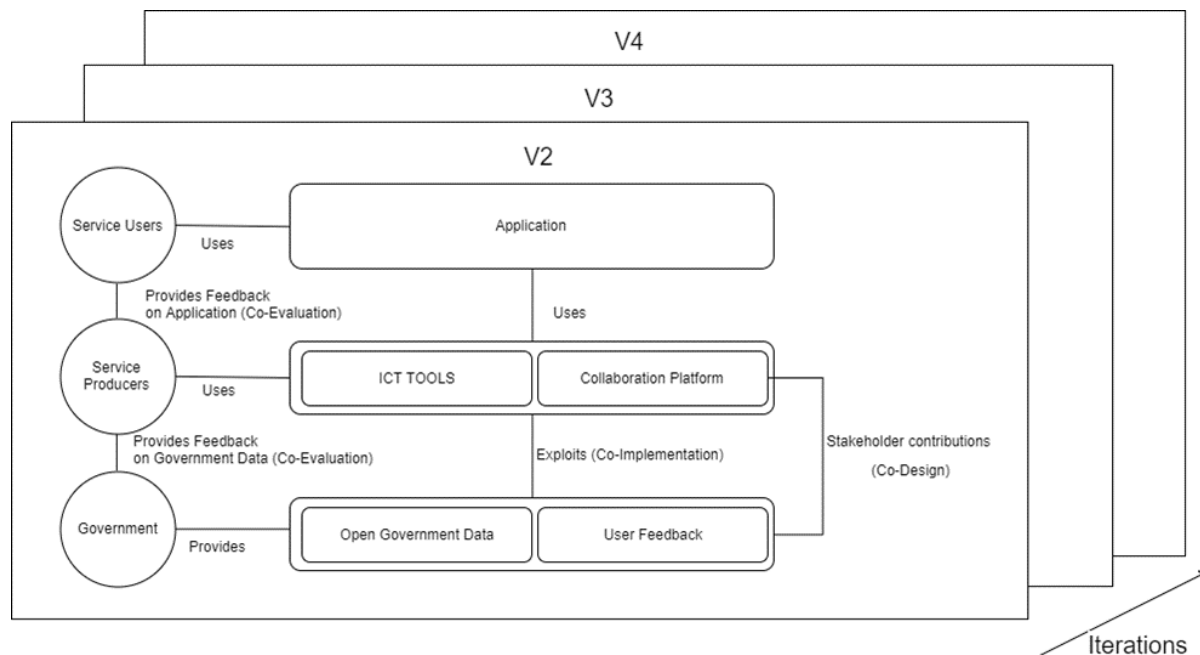 V4
V3
V2
Service Users
Uses
Application
Provides Feedback
on Application (Co-Evaluation)
Uses
Service
Producers
Uses
ICT TOOLS
Collaboration Platform
Provides Feedback
on Government Data (Co-Evaluation)
Exploits (Co-Implementation)
Stakeholder contributions
(Co-Design)
Government
Provides
Open Government Data
User Feedback
Iterations